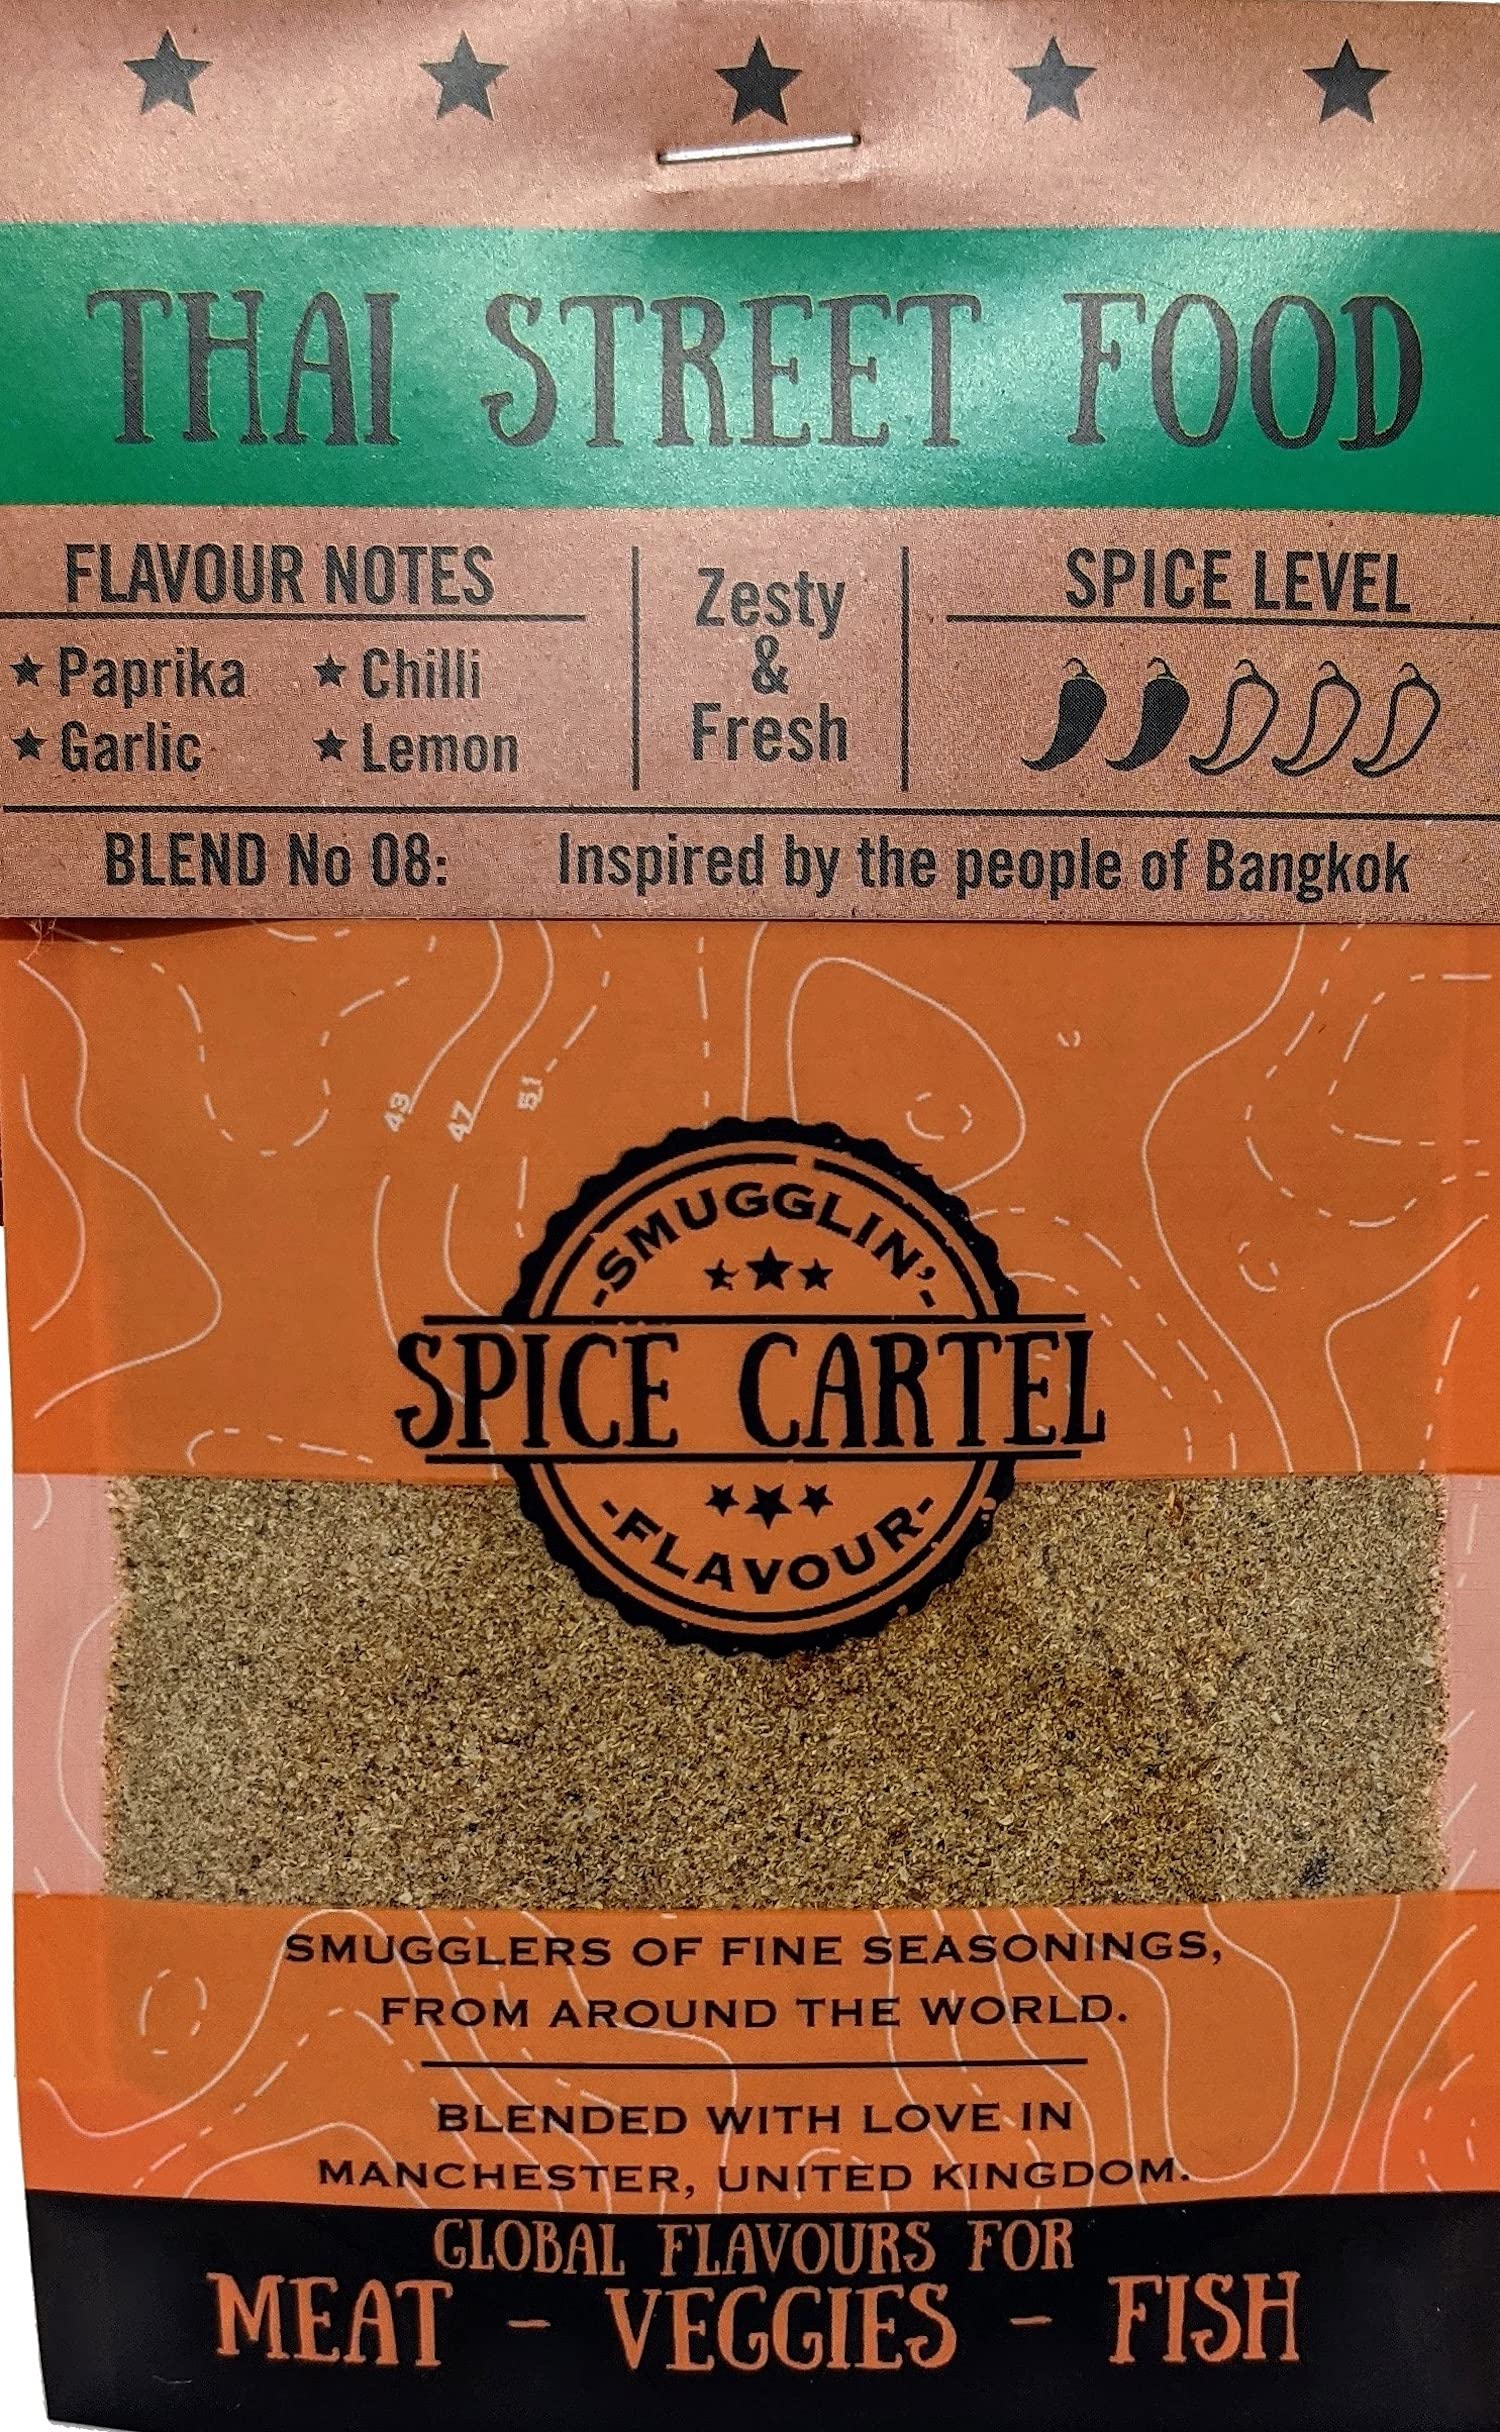 THAI STREET FOOD
FLAVOUR NOTES
★ Paprika ★ Chilli
★ Garlic ★ Lemon
Zesty
&
Fresh
SPICE LEVEL
BLEND No 08: Inspired by the people of Bangkok
43 47 51
-SMUGGLIN'-
SPICE CARTEL
-FLAVOUR-
SMUGGLERS OF FINE SEASONINGS,
FROM AROUND THE WORLD.
BLENDED WITH LOVE IN
MANCHESTER, UNITED KINGDOM.
GLOBAL FLAVOURS FOR
MEAT - VEGGIES - FISH